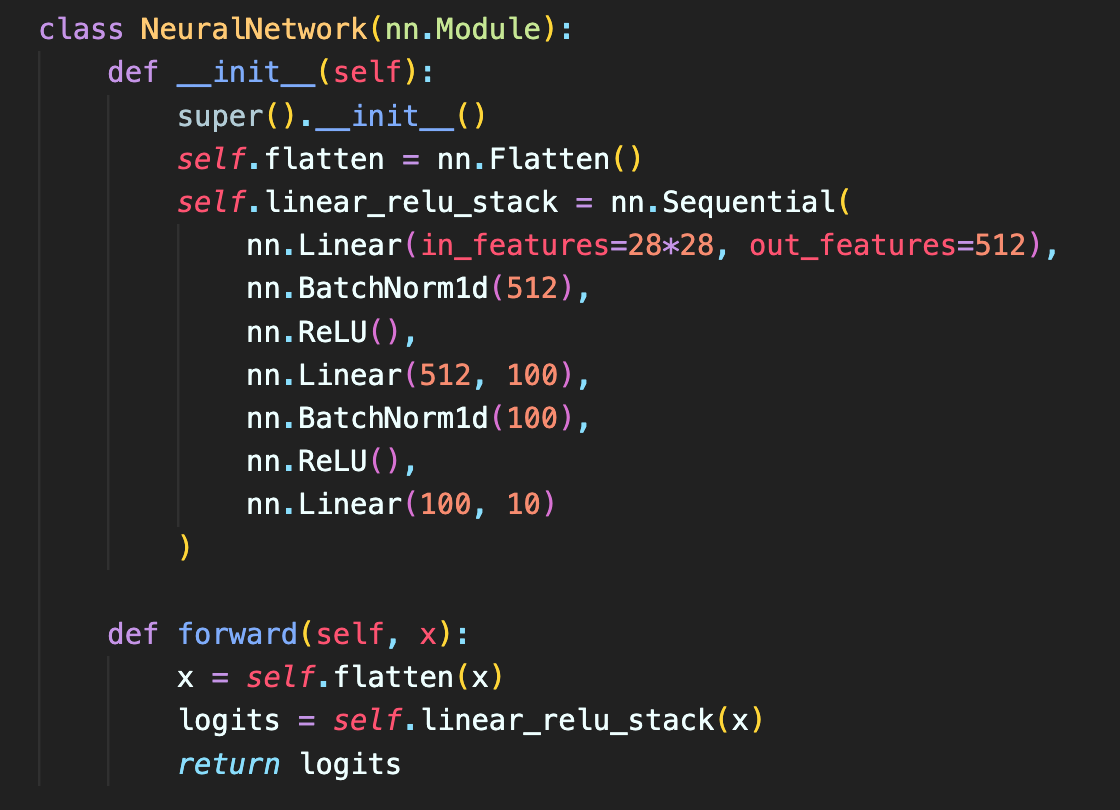 class NeuralNetwork(nn.Module):
    def __init__(self):
        super().__init__()
        self.flatten = nn.Flatten()
        self.linear_relu_stack = nn.Sequential(
            nn.Linear(in_features=28*28, out_features=512),
            nn.BatchNorm1d(512),
            nn.ReLU(),
            nn.Linear(512, 100),
            nn.BatchNorm1d(100),
            nn.ReLU(),
            nn.Linear(100, 10)
        )

    def forward(self, x):
        x = self.flatten(x)
        logits = self.linear_relu_stack(x)
        return logits